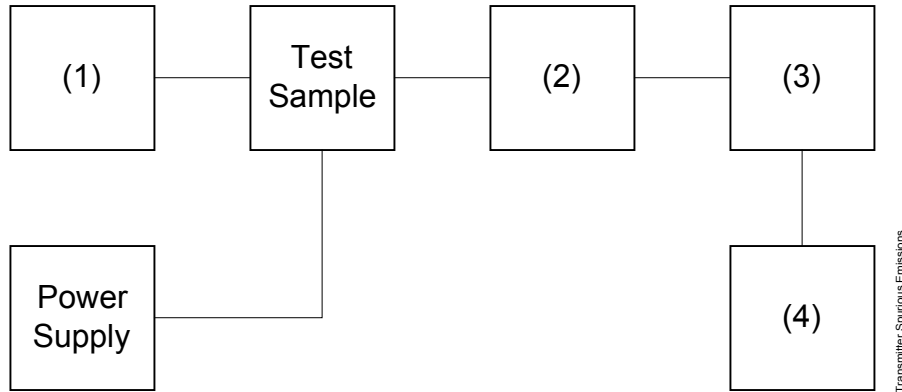 (1)
Test
Sample
(2)
(3)
Power
Supply
(4)
Transmitter Spurious Emissions